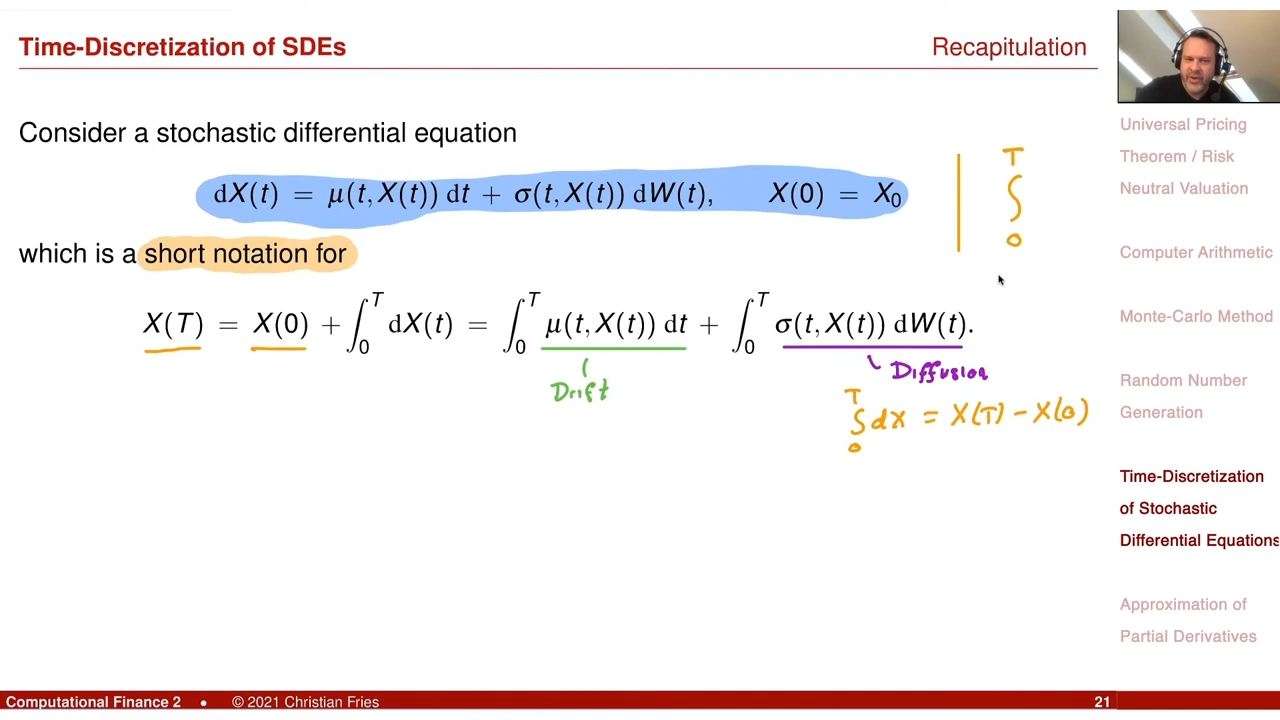 Time-Discretization of SDEs
Recapitulation
Consider a stochastic differential equation
dX(t) = μ(t, X(t)) dt + σ(t, X(t)) dW(t), X(0) = X₀
T
∫
0
which is a short notation for
X(T) = X(0) + ∫₀ᵀ dX(t) = ∫₀ᵀ μ(t, X(t)) dt + ∫₀ᵀ σ(t, X(t)) dW(t).
Drift
Diffusion
∫₀ᵀ dX = X(T) - X(0)
Universal Pricing
Theorem / Risk
Neutral Valuation
Computer Arithmetic
Monte-Carlo Method
Random Number
Generation
Time-Discretization
of Stochastic
Differential Equations
Approximation of
Partial Derivatives
Computational Finance 2 • © 2021 Christian Fries
21